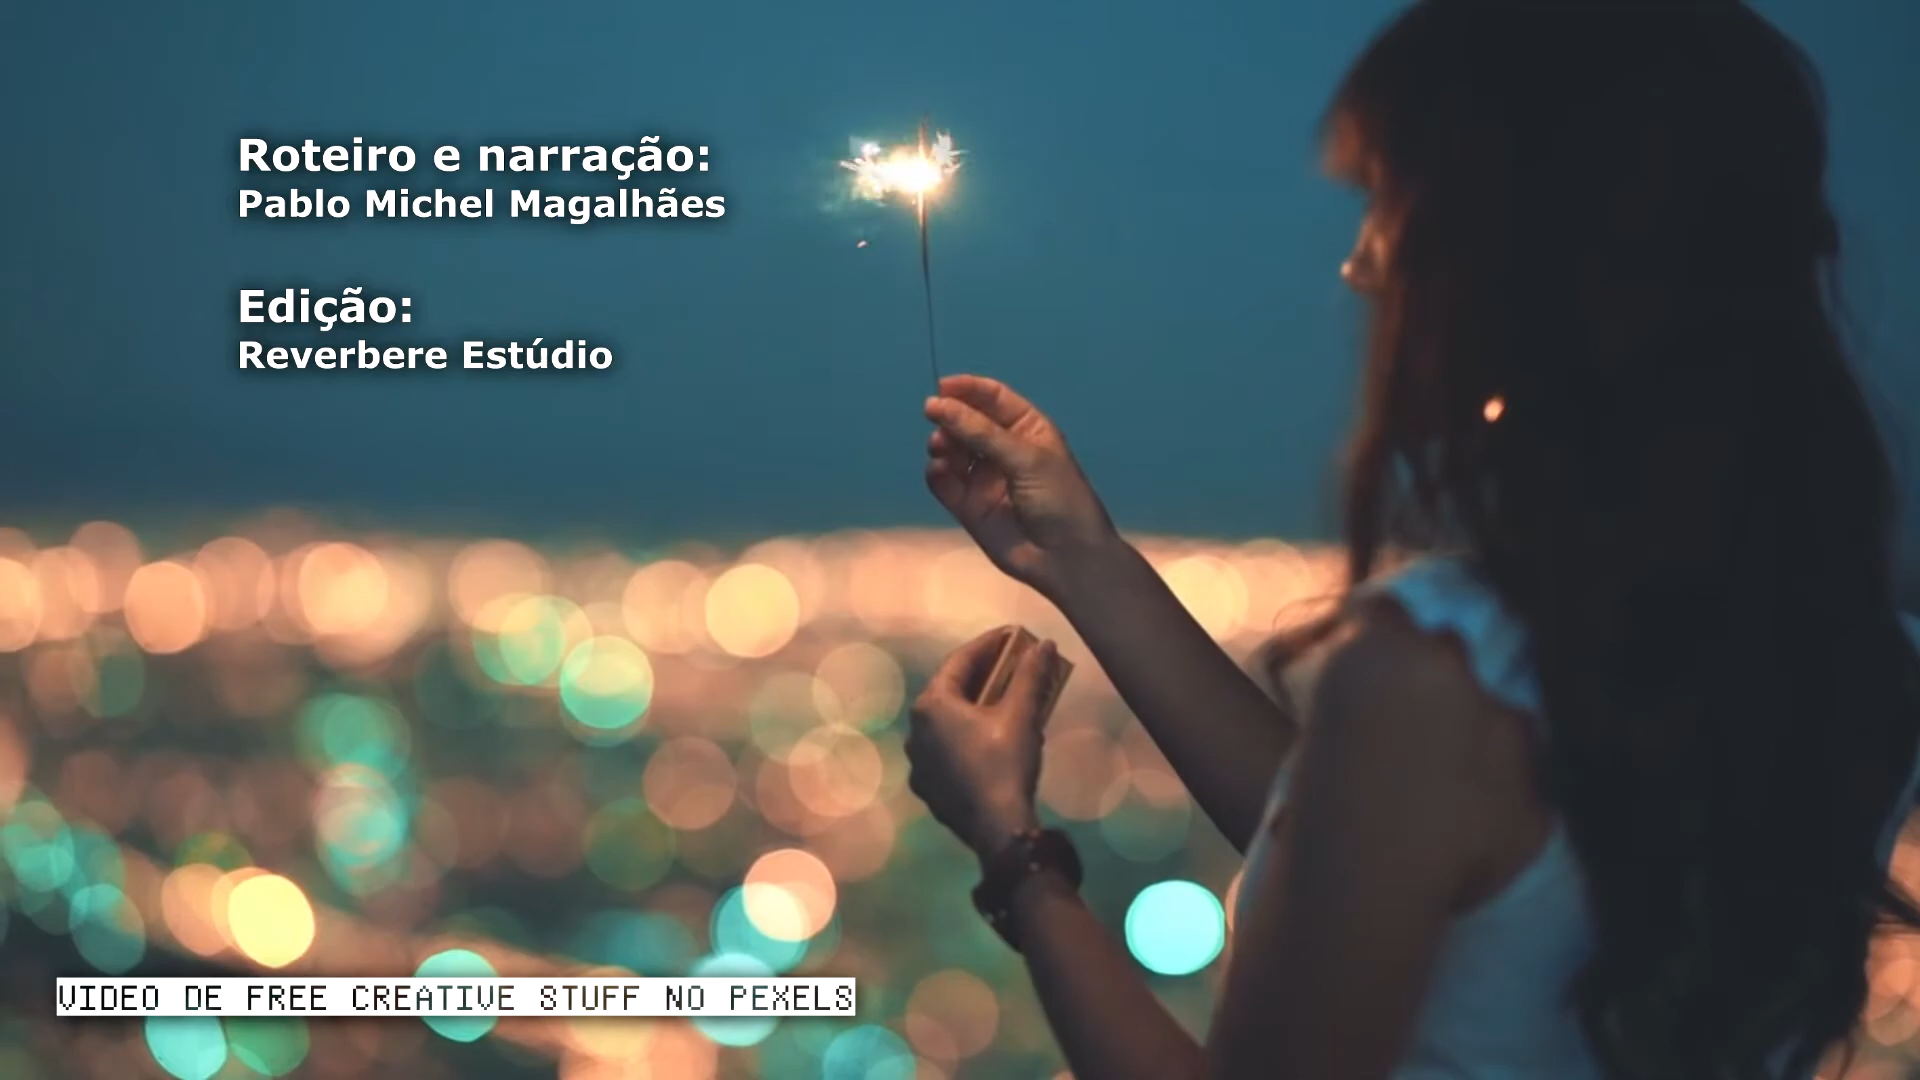 Roteiro e narração:
Pablo Michel Magalhães
Edição:
Reverbere Estúdio
VIDEO DE FREE CREATIVE STUFF NO PEXELS